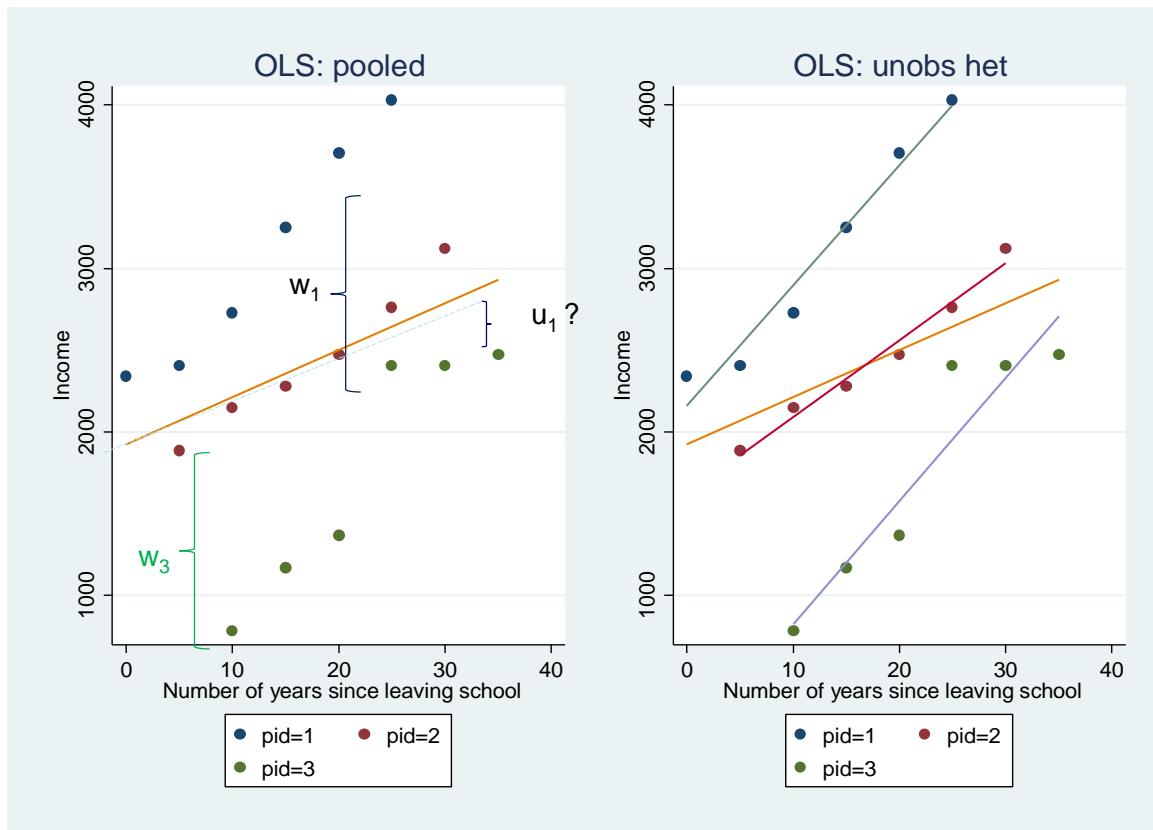 OLS: pooled
4000
3000
2000
1000
Income
w1
u1 ?
w3
0 10 20 30 40
Number of years since leaving school
pid=1 pid=2
pid=3
OLS: unobs het
4000
3000
2000
1000
Income
0 10 20 30 40
Number of years since leaving school
pid=1 pid=2
pid=3